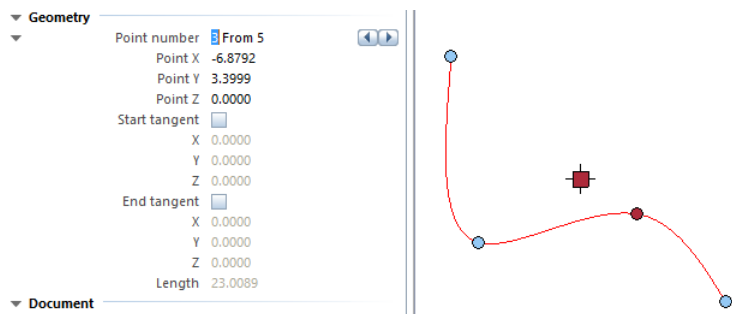 Geometry
Point number 3 From 5
Point X -6.8792
Point Y 3.3999
Point Z 0.0000
Start tangent
X 0.0000
Y 0.0000
Z 0.0000
End tangent
X 0.0000
Y 0.0000
Z 0.0000
Length 23.0089
Document